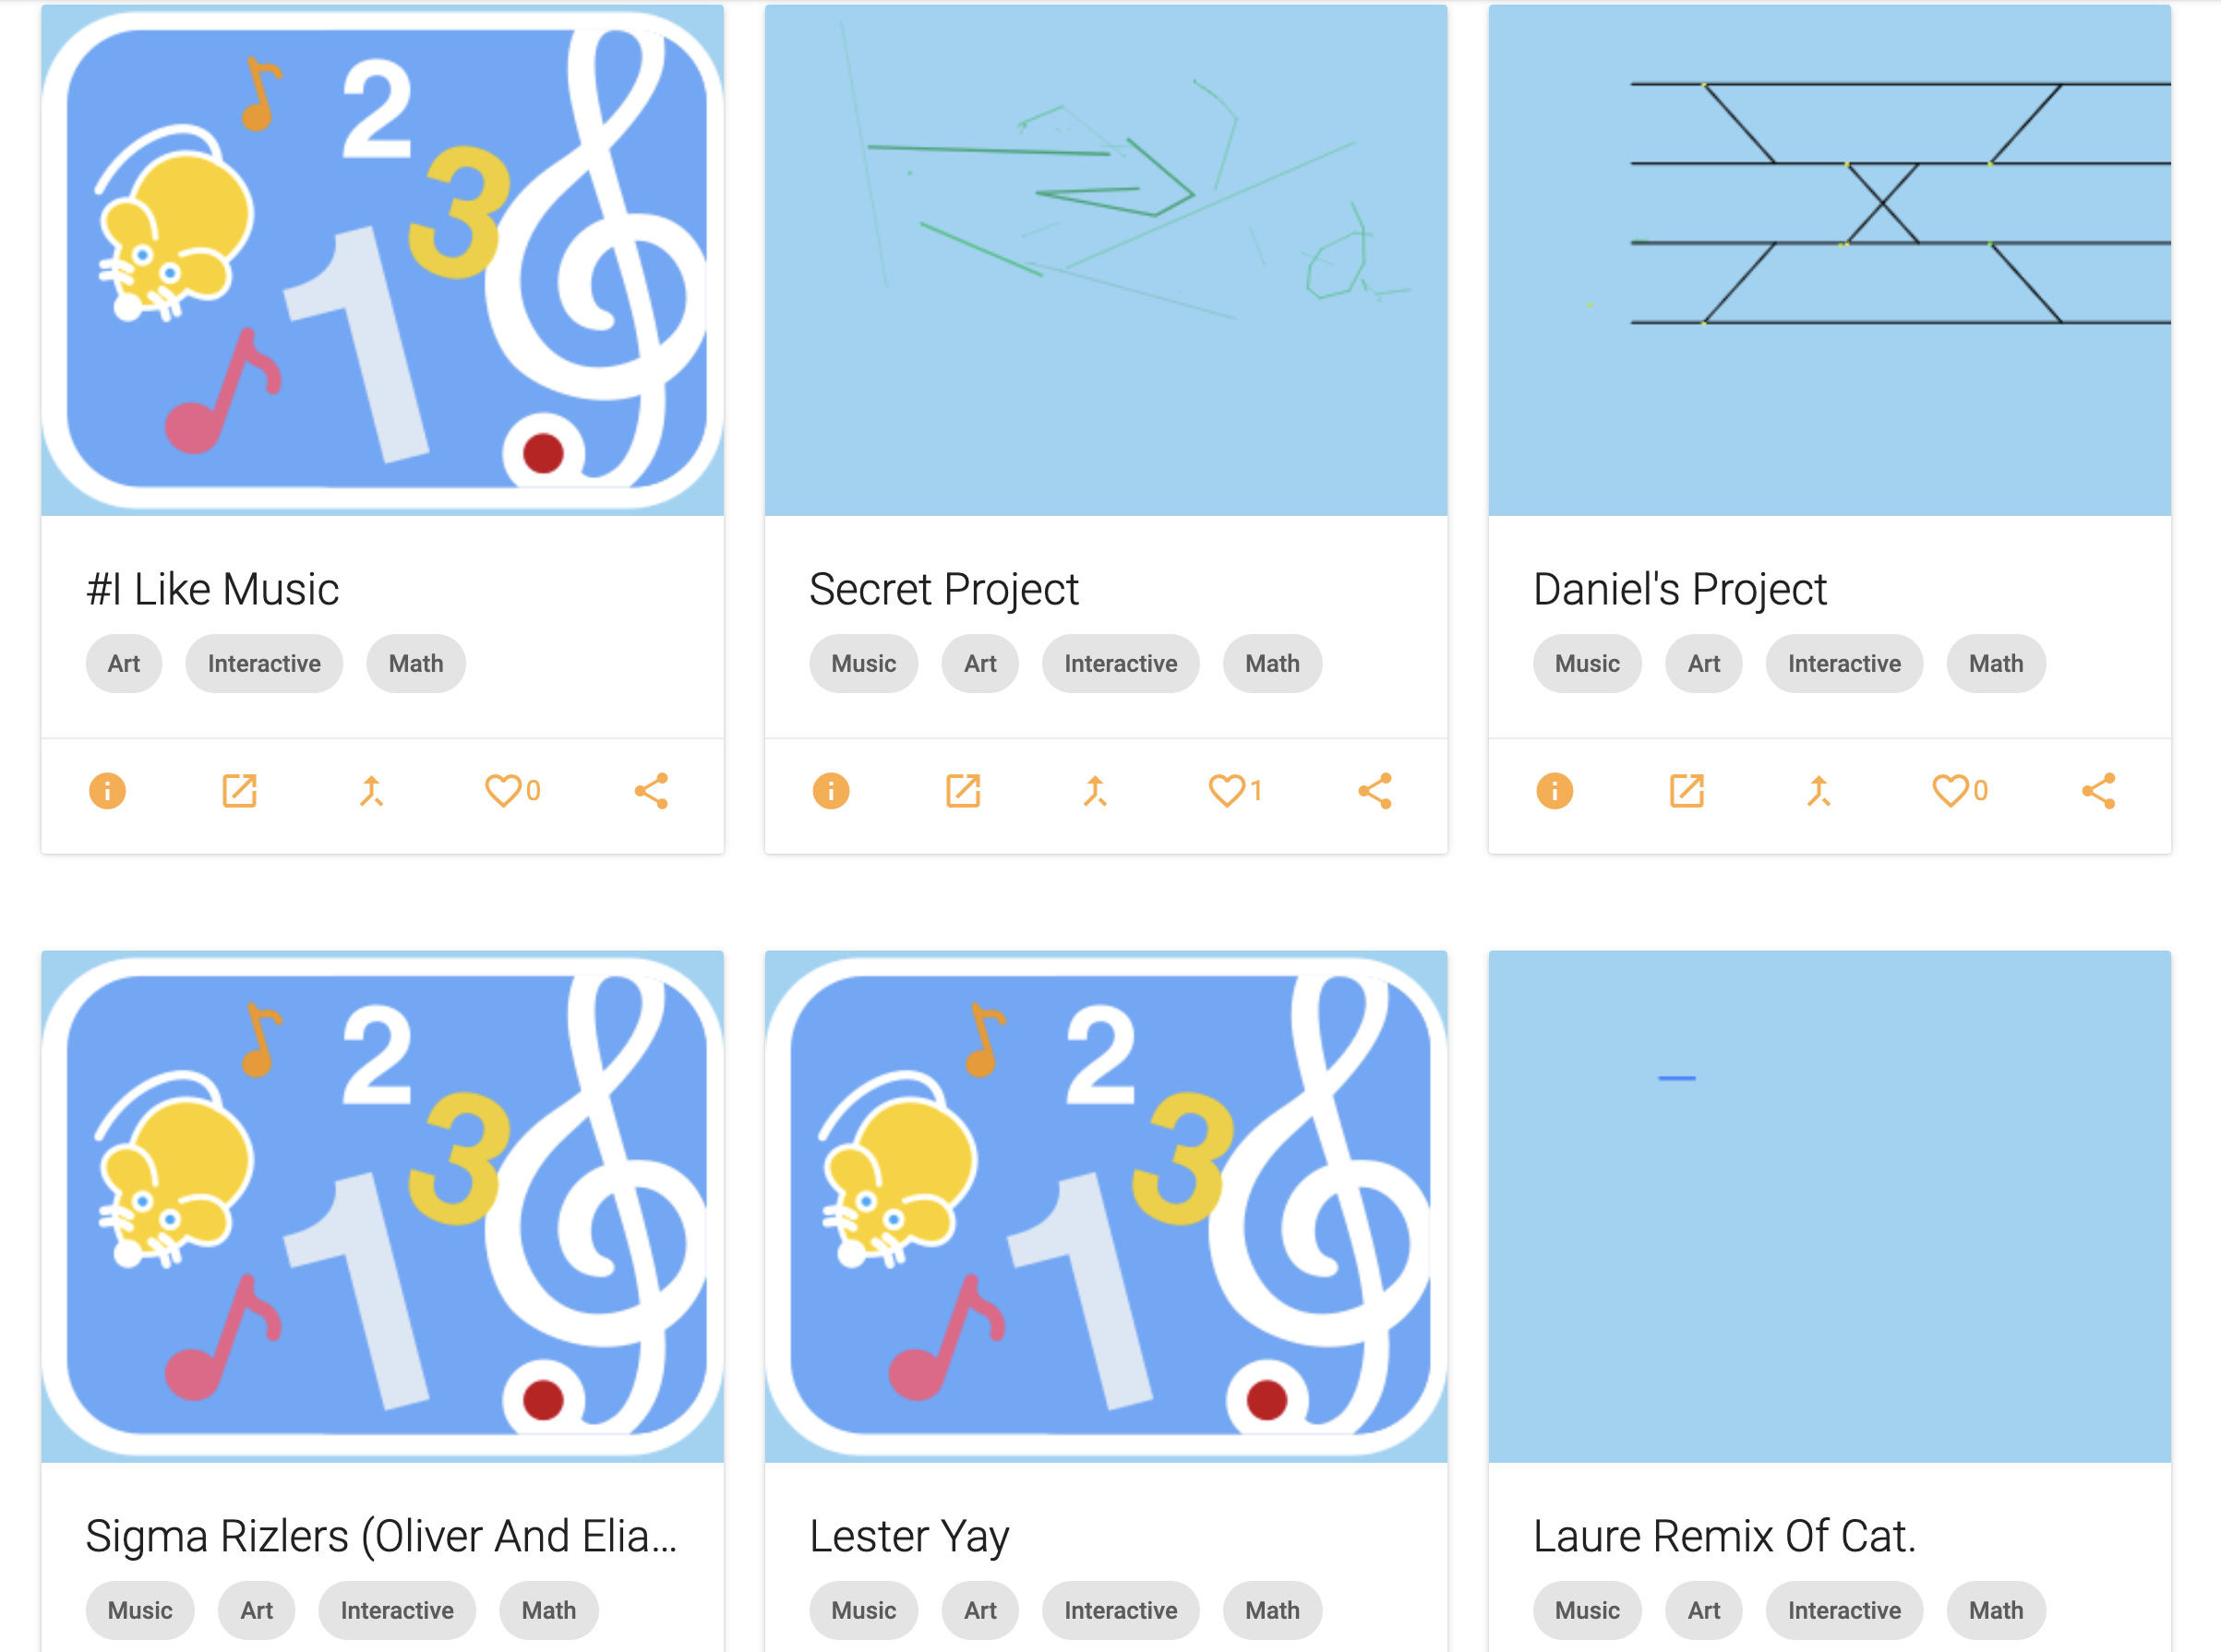 2
3
1
#I Like Music
Art Interactive Math
0
Secret Project
Music Art Interactive Math
1
Daniel's Project
Music Art Interactive Math
0
2
3
1
Sigma Rizlers (Oliver And Elia...
Music Art Interactive Math
2
3
1
Lester Yay
Music Art Interactive Math
Laure Remix Of Cat.
Music Art Interactive Math